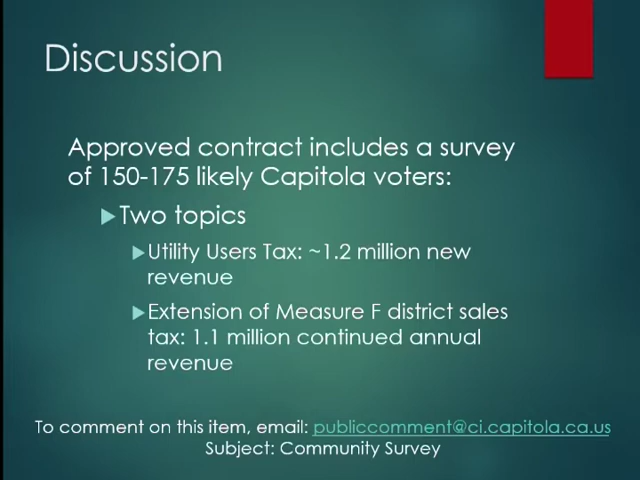 Discussion
Approved contract includes a survey
of 150-175 likely Capitola voters:
Two topics
Utility Users Tax: ~1.2 million new
revenue
Extension of Measure F district sales
tax: 1.1 million continued annual
revenue
To comment on this item, email: publiccomment@ci.capitola.ca.us
Subject: Community Survey